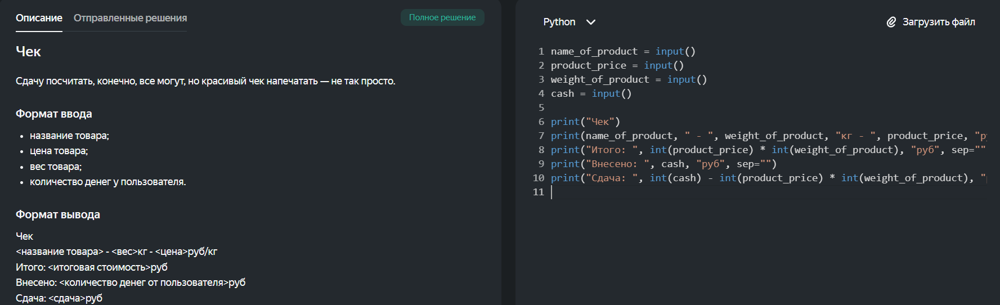 Описание Отправленные решения Полное решение
Чек
Сдачу посчитать, конечно, все могут, но красивый чек напечатать — не так просто.
Формат ввода
• название товара;
• цена товара;
• вес товара;
• количество денег у пользователя.
Формат вывода
Чек
<название товара> - <вес>кг - <цена>руб/кг
Итого: <итоговая стоимость>руб
Внесено: <количество денег от пользователя>руб
Сдача: <сдача>руб
Python Загрузить файл
1 name_of_product = input()
2 product_price = input()
3 weight_of_product = input()
4 cash = input()
5
6 print("Чек")
7 print(name_of_product, " - ", weight_of_product, "кг - ", product_price, "р
8 print("Итого: ", int(product_price) * int(weight_of_product), "руб", sep=""
9 print("Внесено: ", cash, "руб", sep="")
10 print("Сдача: ", int(cash) - int(product_price) * int(weight_of_product), "
11